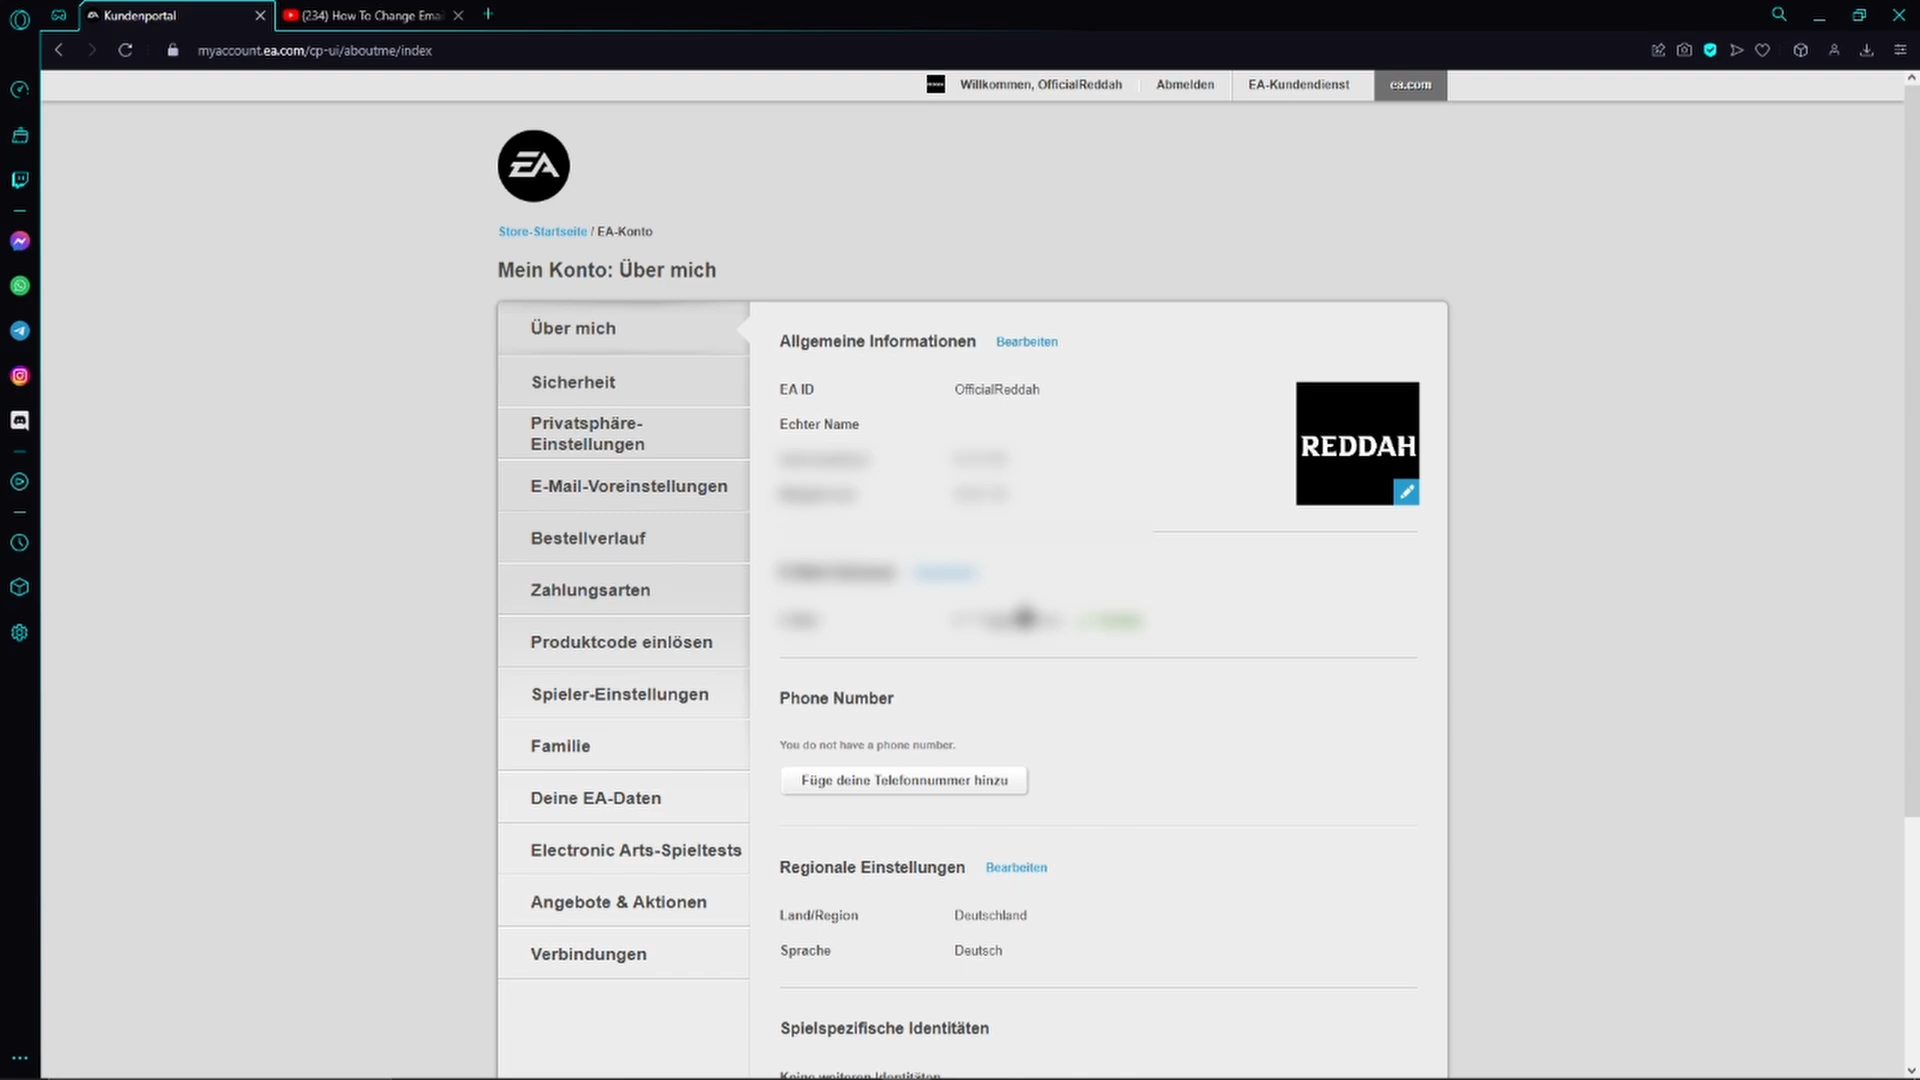 Kundenportal
(234) How To Change Emai
myaccount.ea.com/cp-ui/aboutme/index
Willkommen, OfficialReddah
Abmelden
EA-Kundendienst
ea.com
EA
Store-Startseite / EA-Konto
Mein Konto: Über mich
Über mich
Sicherheit
Privatsphäre-
Einstellungen
E-Mail-Voreinstellungen
Bestellverlauf
Zahlungsarten
Produktcode einlösen
Spieler-Einstellungen
Familie
Deine EA-Daten
Electronic Arts-Spieltests
Angebote & Aktionen
Verbindungen
Allgemeine Informationen Bearbeiten
EA ID OfficialReddah
Echter Name
REDDAH
Phone Number
You do not have a phone number.
Füge deine Telefonnummer hinzu
Regionale Einstellungen Bearbeiten
Land/Region Deutschland
Sprache Deutsch
Spielspezifische Identitäten
Keine weiteren Identitäten